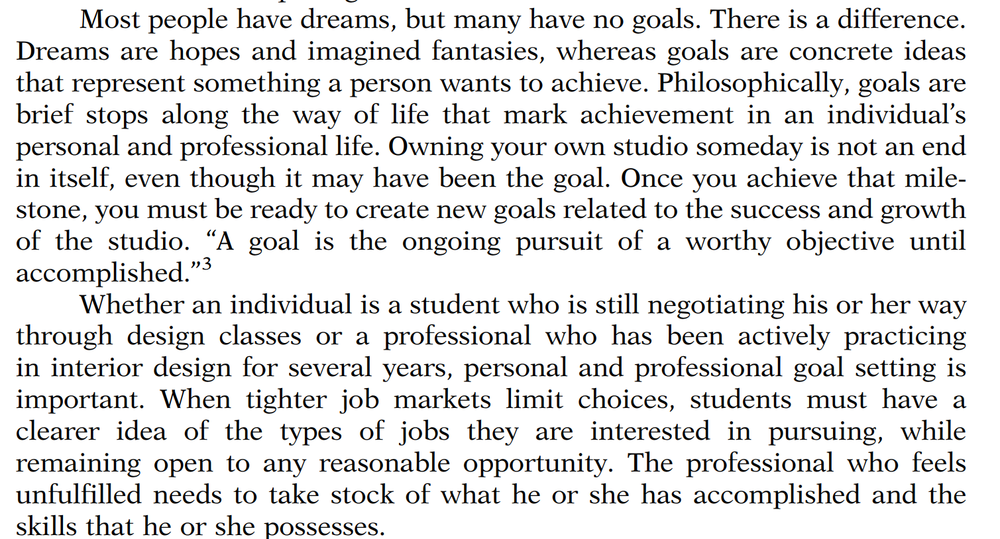 Most people have dreams, but many have no goals. There is a difference.
Dreams are hopes and imagined fantasies, whereas goals are concrete ideas
that represent something a person wants to achieve. Philosophically, goals are
brief stops along the way of life that mark achievement in an individual’s
personal and professional life. Owning your own studio someday is not an end
in itself, even though it may have been the goal. Once you achieve that mile-
stone, you must be ready to create new goals related to the success and growth
of the studio. “A goal is the ongoing pursuit of a worthy objective until
accomplished.”3
Whether an individual is a student who is still negotiating his or her way
through design classes or a professional who has been actively practicing
in interior design for several years, personal and professional goal setting is
important. When tighter job markets limit choices, students must have a
clearer idea of the types of jobs they are interested in pursuing, while
remaining open to any reasonable opportunity. The professional who feels
unfulfilled needs to take stock of what he or she has accomplished and the
skills that he or she possesses.